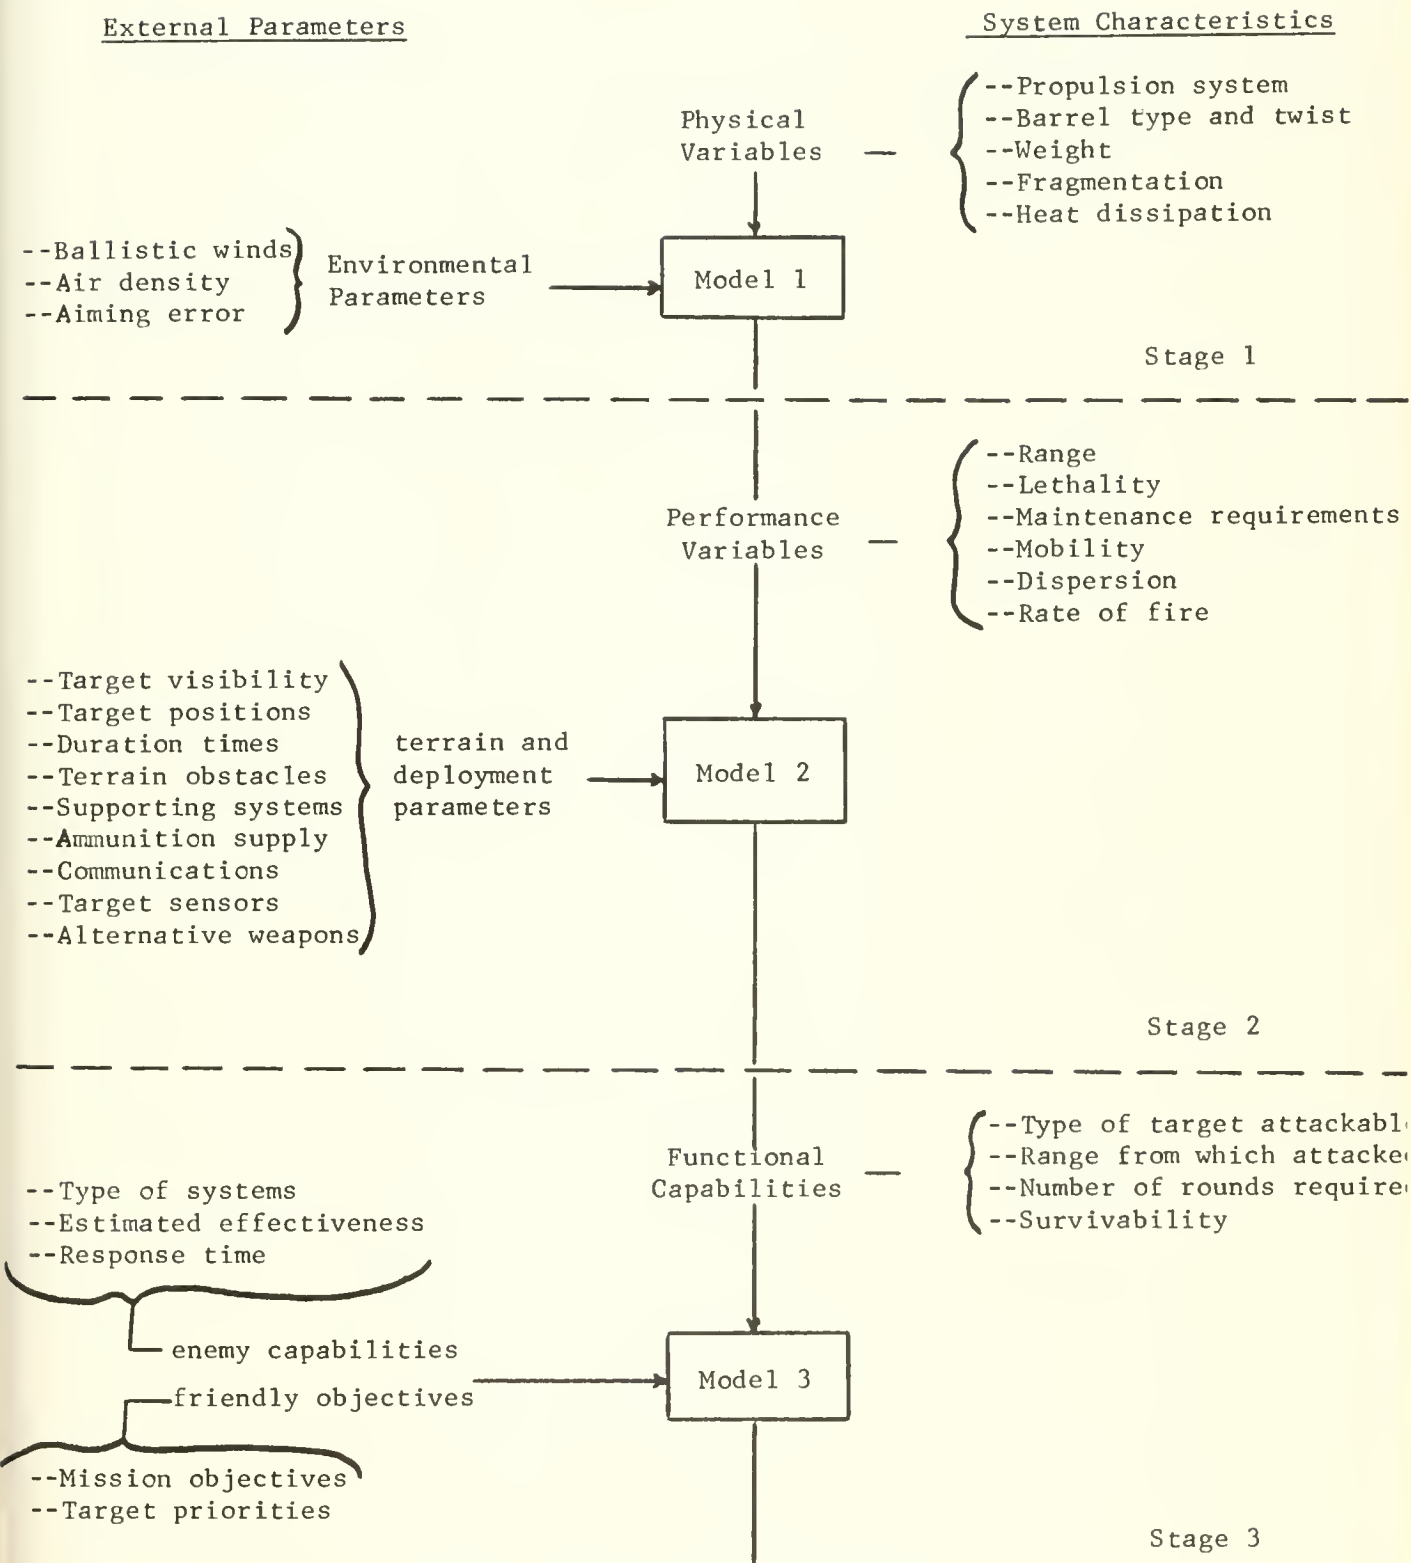 External Parameters
System Characteristics
Physical
Variables —
--Propulsion system
--Barrel type and twist
--Weight
--Fragmentation
--Heat dissipation
--Ballistic winds
--Air density
--Aiming error
Environmental
Parameters
Model 1
Stage 1
Performance
Variables —
--Range
--Lethality
--Maintenance requirements
--Mobility
--Dispersion
--Rate of fire
--Target visibility
--Target positions
--Duration times
--Terrain obstacles
--Supporting systems
--Ammunition supply
--Communications
--Target sensors
--Alternative weapons
terrain and
deployment
parameters
Model 2
Stage 2
Functional
Capabilities —
--Type of target attackabl
--Range from which attacke
--Number of rounds require
--Survivability
--Type of systems
--Estimated effectiveness
--Response time
enemy capabilities
friendly objectives
Model 3
--Mission objectives
--Target priorities
Stage 3